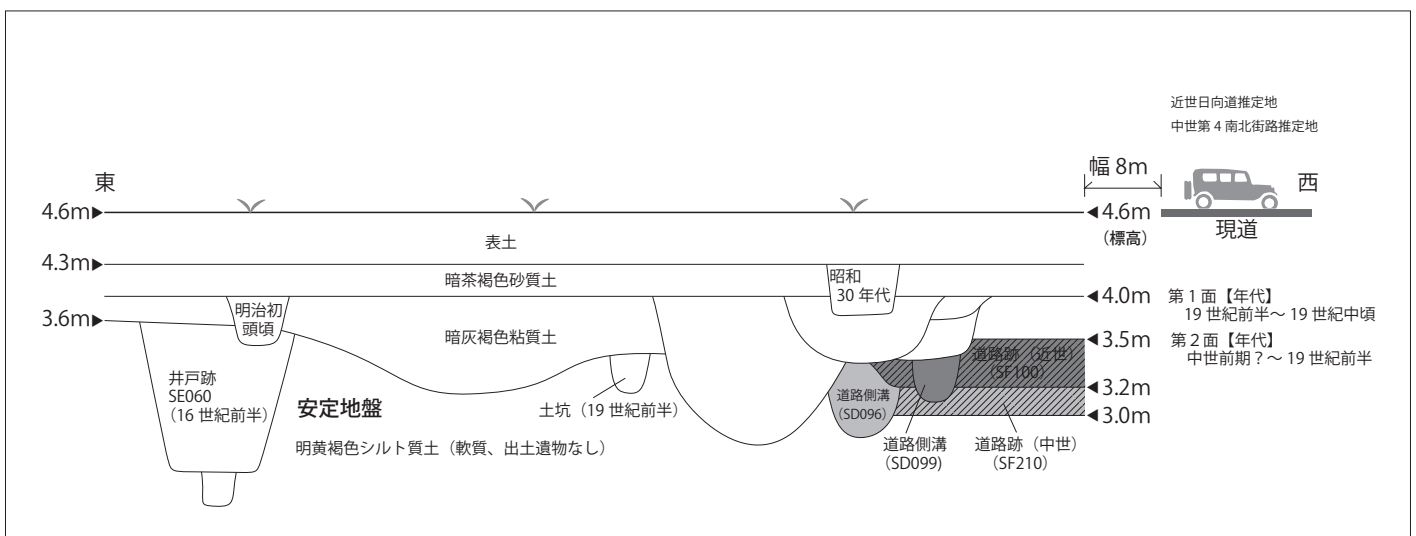 近世日向道推定地
中世第 4 南北街路推定地
幅 8m
東
西
4.6m
4.6m
(標高)
現道
表土
4.3m
暗茶褐色砂質土
昭和
30 年代
4.0m
第 1 面【年代】
19 世紀前半〜 19 世紀中頃
3.6m
明治初
頭頃
暗灰褐色粘質土
3.5m
第 2 面【年代】
中世前期？〜 19 世紀前半
道路跡（近世）
(SF100)
3.2m
井戸跡
SE060
（16 世紀前半）
安定地盤
土坑（19 世紀前半）
道路側溝
(SD096)
3.0m
明黄褐色シルト質土（軟質、出土遺物なし）
道路側溝
(SD099)
道路跡（中世）
(SF210)